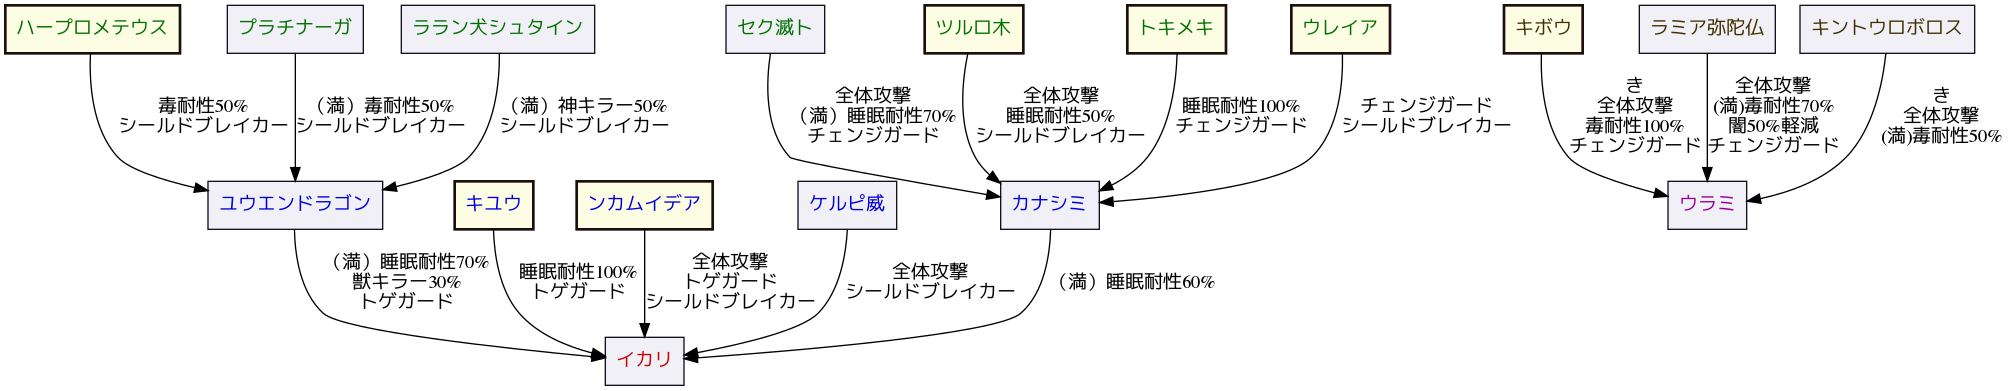 ハープロメテウス
プラチナーガ
ララン犬シュタイン
セク滅ト
ツルロ木
トキメキ
ウレイア
キボウ
ラミア弥陀仏
キントウロボロス
毒耐性50%
シールドブレイカー
（満）毒耐性50%
シールドブレイカー
（満）神キラー50%
シールドブレイカー
全体攻撃
（満）睡眠耐性70%
チェンジガード
全体攻撃
睡眠耐性50%
シールドブレイカー
睡眠耐性100%
チェンジガード
チェンジガード
シールドブレイカー
き
全体攻撃
毒耐性100%
チェンジガード
全体攻撃
(満)毒耐性70%
闇50%軽減
チェンジガード
き
全体攻撃
(満)毒耐性50%
ユウエンドラゴン
キユウ
ンカムイデア
ケルピ威
カナシミ
ウラミ
（満）睡眠耐性70%
獣キラー30%
トゲガード
睡眠耐性100%
トゲガード
全体攻撃
トゲガード
シールドブレイカー
全体攻撃
シールドブレイカー
（満）睡眠耐性60%
イカリ